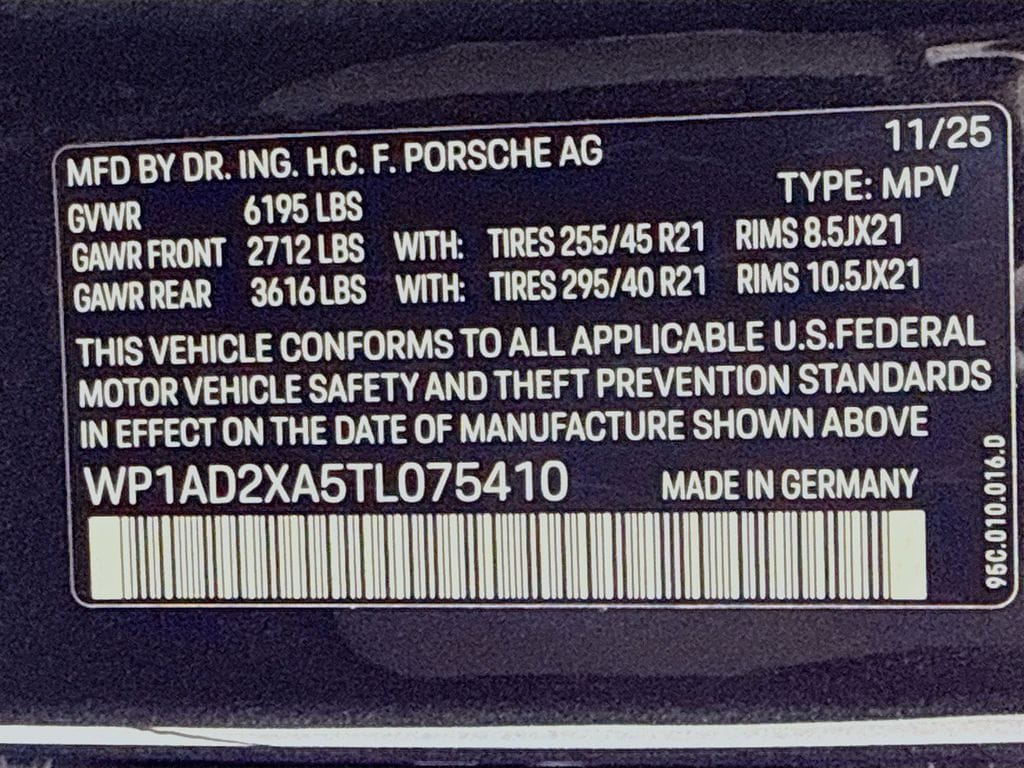 MFD BY DR. ING. H.C. F. PORSCHE AG 11/25
TYPE: MPV
GVWR 6195 LBS
GAWR FRONT 2712 LBS WITH: TIRES 255/45 R21 RIMS 8.5JX21
GAWR REAR 3616 LBS WITH: TIRES 295/40 R21 RIMS 10.5JX21
THIS VEHICLE CONFORMS TO ALL APPLICABLE U.S.FEDERAL
MOTOR VEHICLE SAFETY AND THEFT PREVENTION STANDARDS
IN EFFECT ON THE DATE OF MANUFACTURE SHOWN ABOVE
WP1AD2XA5TL075410 MADE IN GERMANY
95C.010.016.D